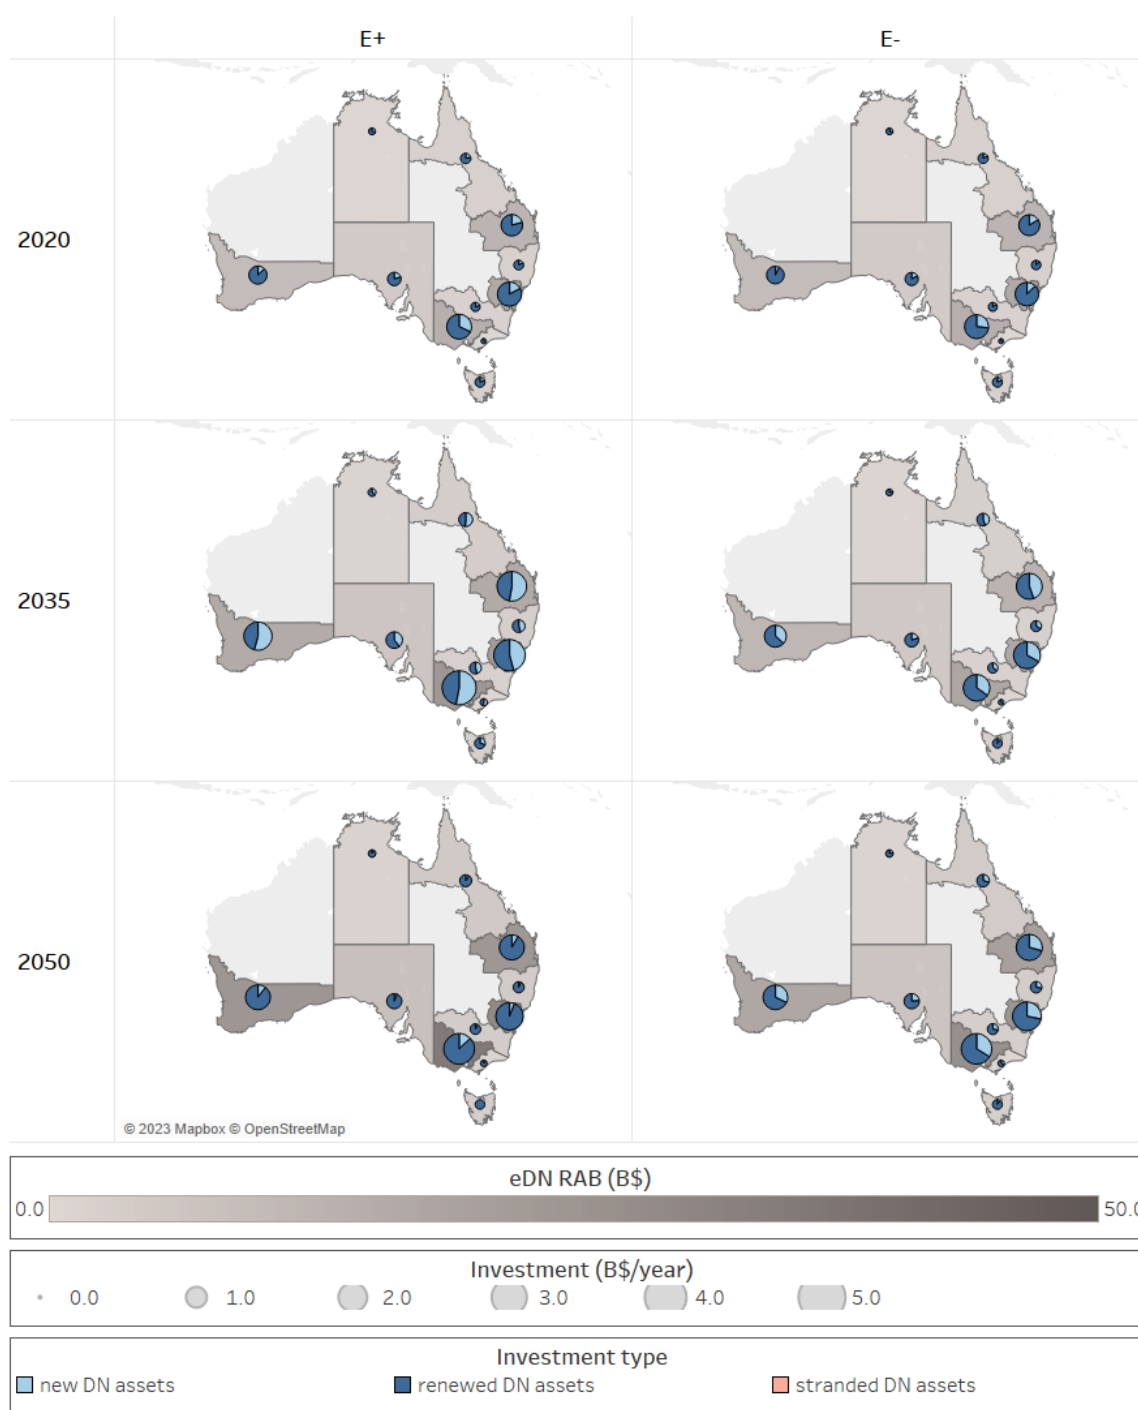 E+ E-
2020
2035
2050
© 2023 Mapbox © OpenStreetMap
eDN RAB (B$)
0.0 50.0
Investment (B$/year)
0.0 1.0 2.0 3.0 4.0 5.0
Investment type
new DN assets renewed DN assets stranded DN assets